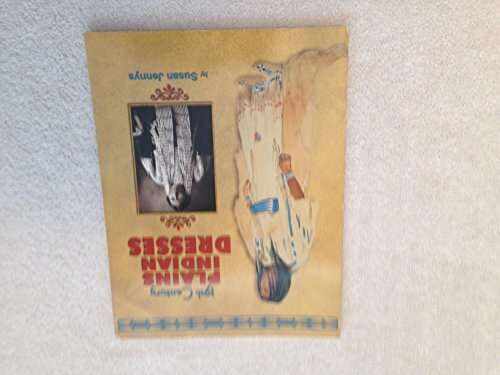 19th Century
PLAINS
INDIAN
DRESSES
by Susan Jennys